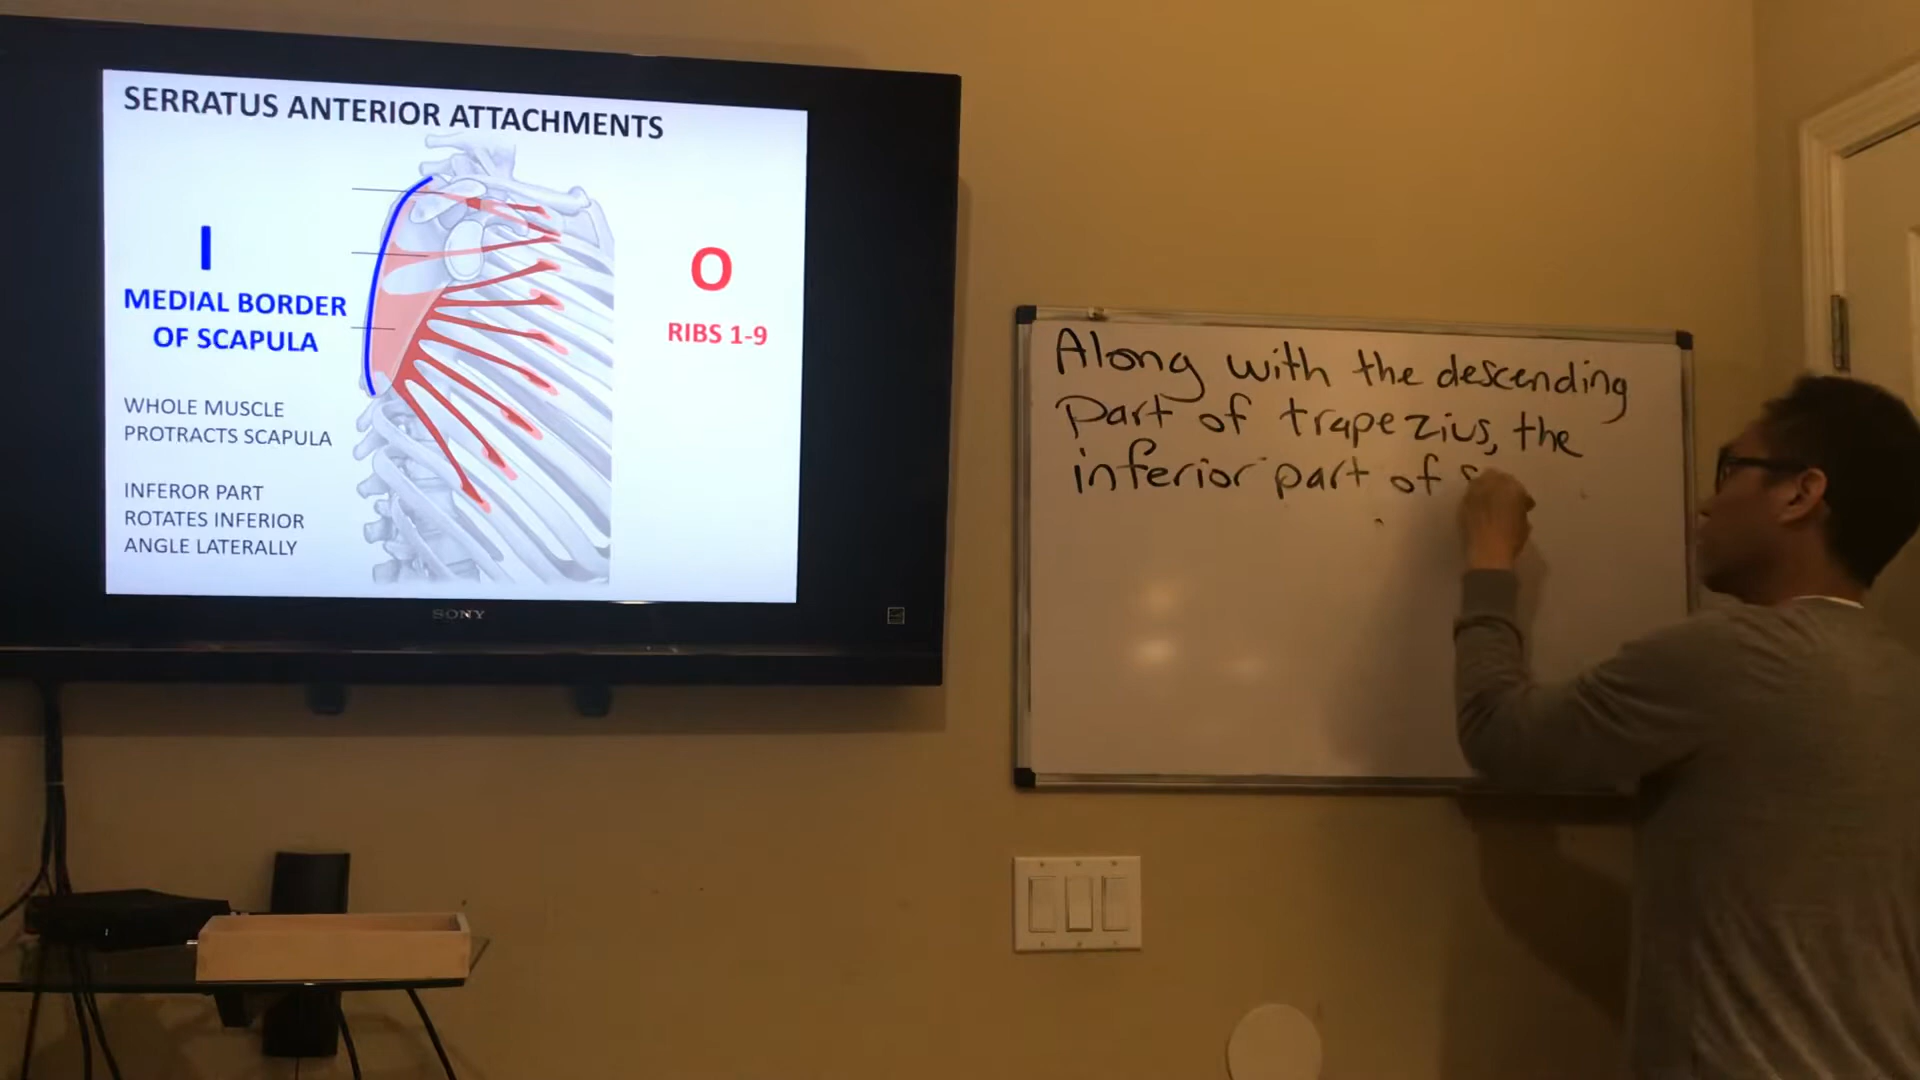 SERRATUS ANTERIOR ATTACHMENTS
I
MEDIAL BORDER
OF SCAPULA
WHOLE MUSCLE
PROTRACTS SCAPULA
INFEROR PART
ROTATES INFERIOR
ANGLE LATERALLY
O
RIBS 1-9
SONY
Along with the descending
part of trapezius, the
inferior part of s